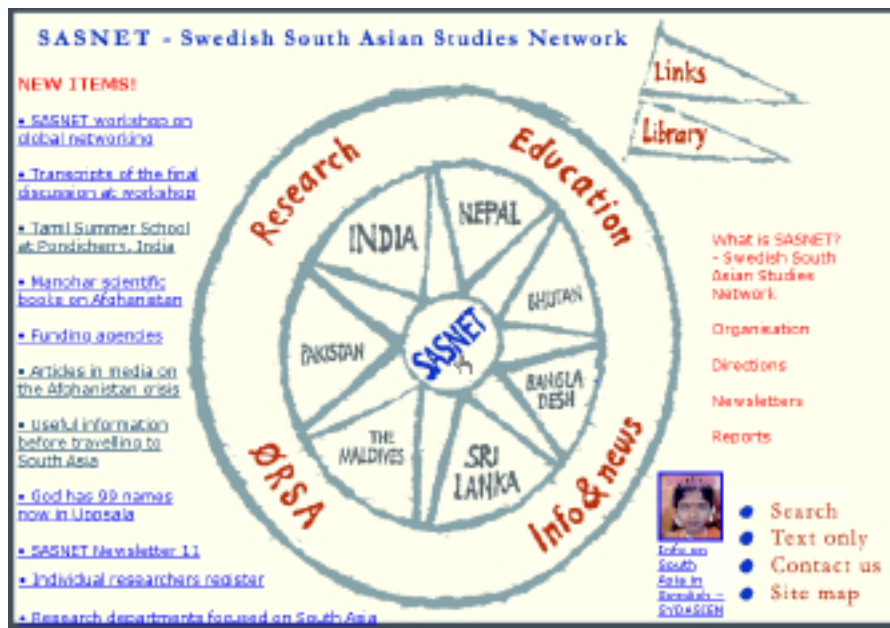 SASNET - Swedish South Asian Studies Network
Links
Library
NEW ITEMS!
• SASNET workshop on
global networking
• Transcripts of the final
discussion at workshop
• Tamil Summer School
at Pondicherry, India
• Manohar scientific
books on Afghanistan
• Funding agencies
• Articles in media on
the Afghanistan crisis
• Useful information
before travelling to
South Asia
• God has 99 names
now in Uppsala
• SASNET Newsletter 11
• Individual researchers register
• Research departments focused on South Asia
Research
Education
ØRSA
Info&news
INDIA
NEPAL
BHUTAN
PAKISTAN
SASNET
BANGLA
DESH
THE
MALDIVES
SRI
LANKA
What is SASNET?
- Swedish South
Asian Studies
Network
Organisation
Directions
Newsletters
Reports
Info on
South
Asia in
Swedish -
SYDASIEN
• Search
• Text only
• Contact us
• Site map